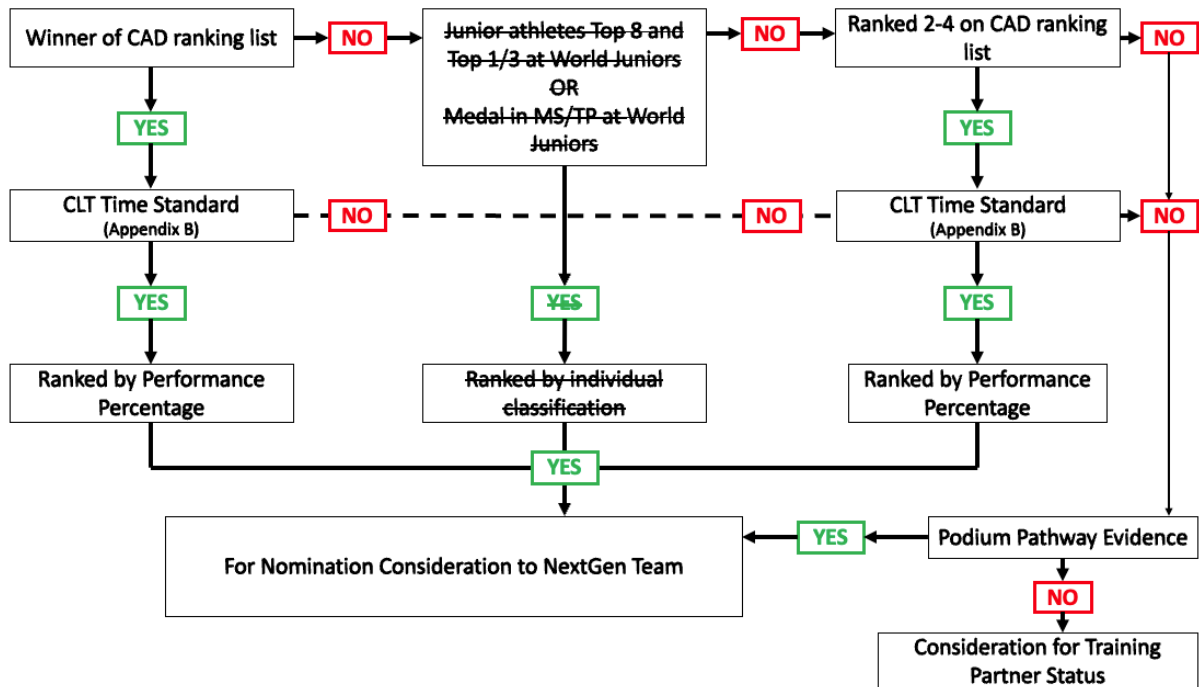 Winner of CAD ranking list
NO
Junior athletes Top 8 and
Top 1/3 at World Juniors
OR
Medal in MS/TP at World
Juniors
NO
Ranked 2-4 on CAD ranking
list
NO
YES
YES
CLT Time Standard
(Appendix B)
NO
NO
CLT Time Standard
(Appendix B)
NO
YES
YES
YES
Ranked by Performance
Percentage
Ranked by individual
classification
Ranked by Performance
Percentage
YES
For Nomination Consideration to NextGen Team
YES
Podium Pathway Evidence
NO
Consideration for Training
Partner Status